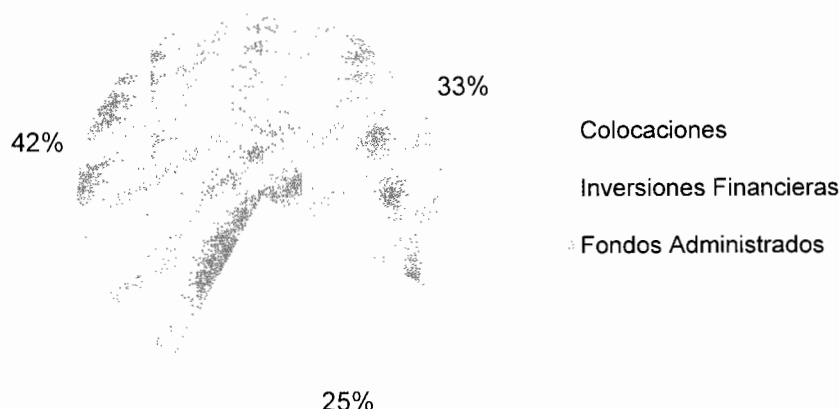 33%
42%
Colocaciones
Inversiones Financieras
Fondos Administrados
25%